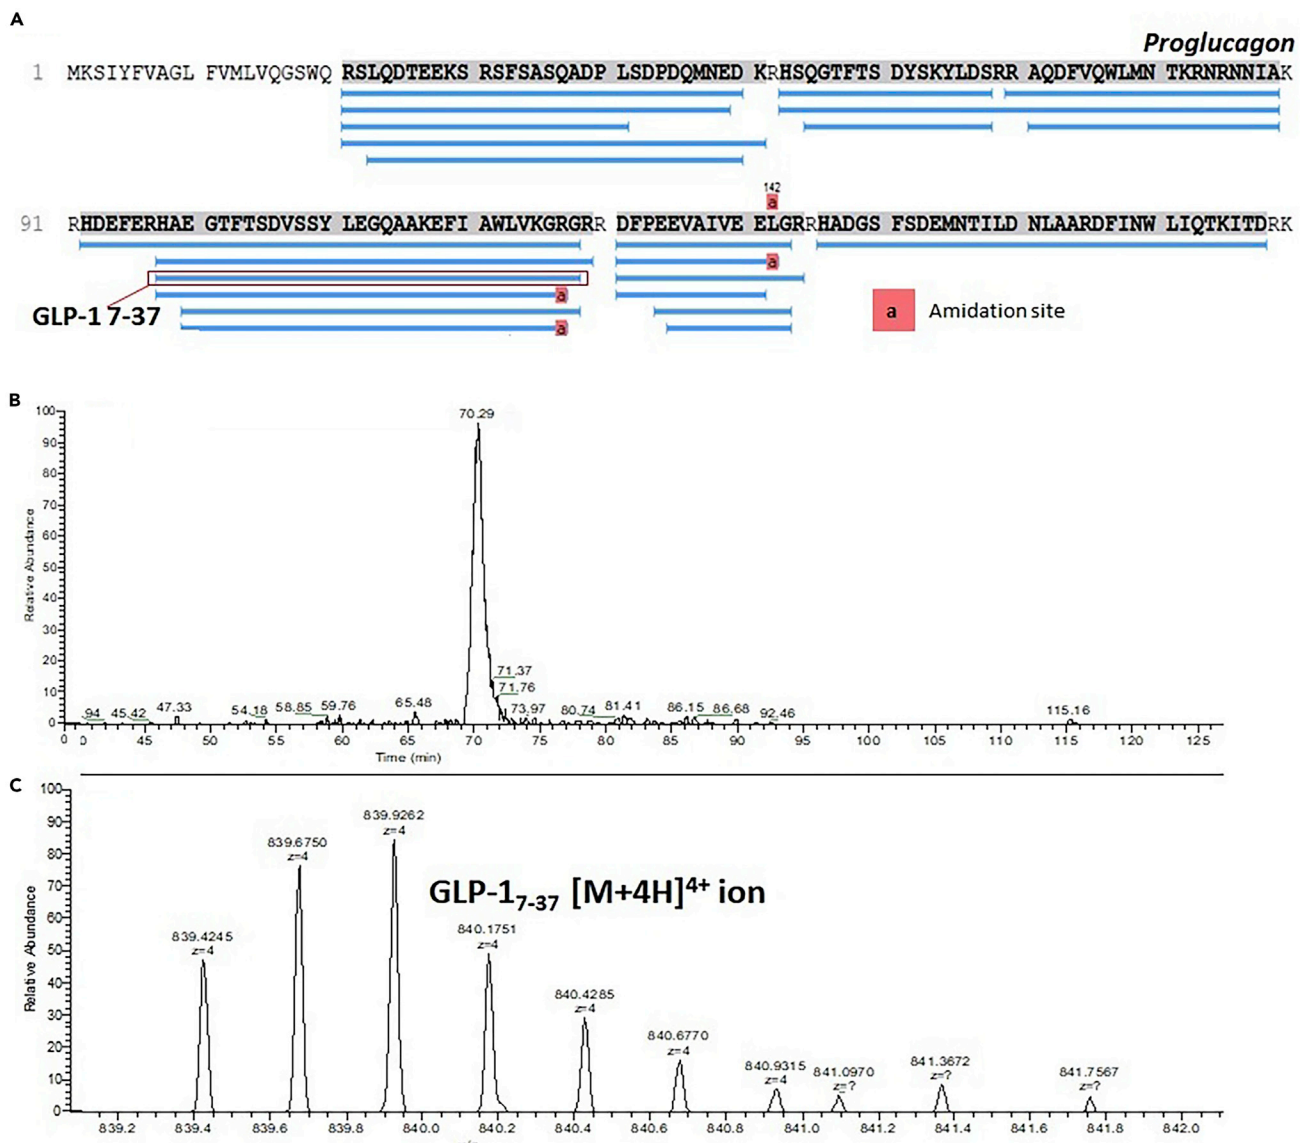 A
Proglucagon
1 MKSIYFVAGL FVMLVQGSWQ RSLQDTEEKS RSFSASQADP LSDPDQMNED KRHSQGTFTS DYSKYLDSRR AQDFVQWLMN TKRNRNNIAK
142
a
91 RHDEFERHAE GTFTSDVSSY LEGQAAKEFI AWLVKGRGRR DFPEEVAIVE ELGRRHADGS FSDEMNTILD NLAARDFINW LIQTKITDRK
a
a
GLP-1 7-37
a
a Amidation site
B
Relative Abundance
100
90
80
70
60
50
40
30
20
10
0
70.29
71.37
71.76
94 45.42 47.33 54.18 58.85 59.76 65.48 73.97 80.74 81.41 86.15 86.68 92.46 115.16
0 0 45 50 55 60 65 70 75 80 85 90 95 100 105 110 115 120 125
Time (min)
C
Relative Abundance
100
90
80
70
60
50
40
30
20
10
0
839.4245
z=4
839.6750
z=4
839.9262
z=4
GLP-17-37 [M+4H]4+ ion
840.1751
z=4
840.4285
z=4
840.6770
z=4
840.9315
z=4
841.0970
z=?
841.3672
z=?
841.7567
z=?
839.2 839.4 839.6 839.8 840.0 840.2 840.4 840.6 840.8 841.0 841.2 841.4 841.6 841.8 842.0